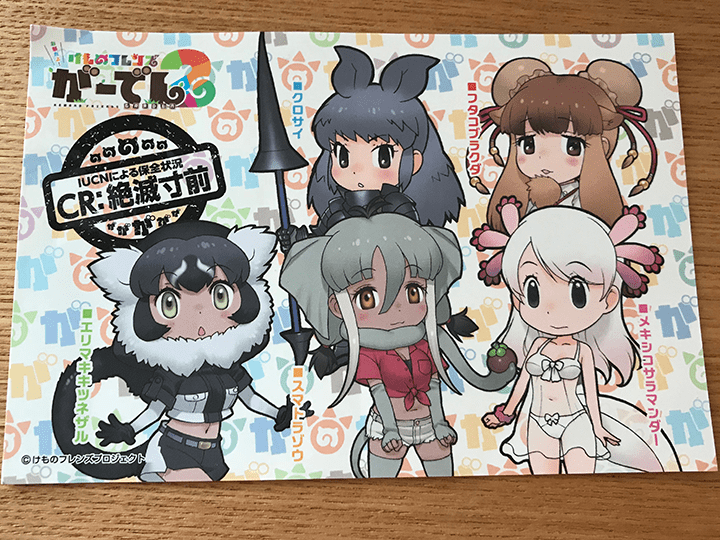 けものフレンズ
がーでん2
IUCNによる保全状況
CR:絶滅寸前
■クロサイ
■フタコブラクダ
■エリマキキツネザル
■スマトラゾウ
■メキシコサラマンダー
©けものフレンズプロジェクト